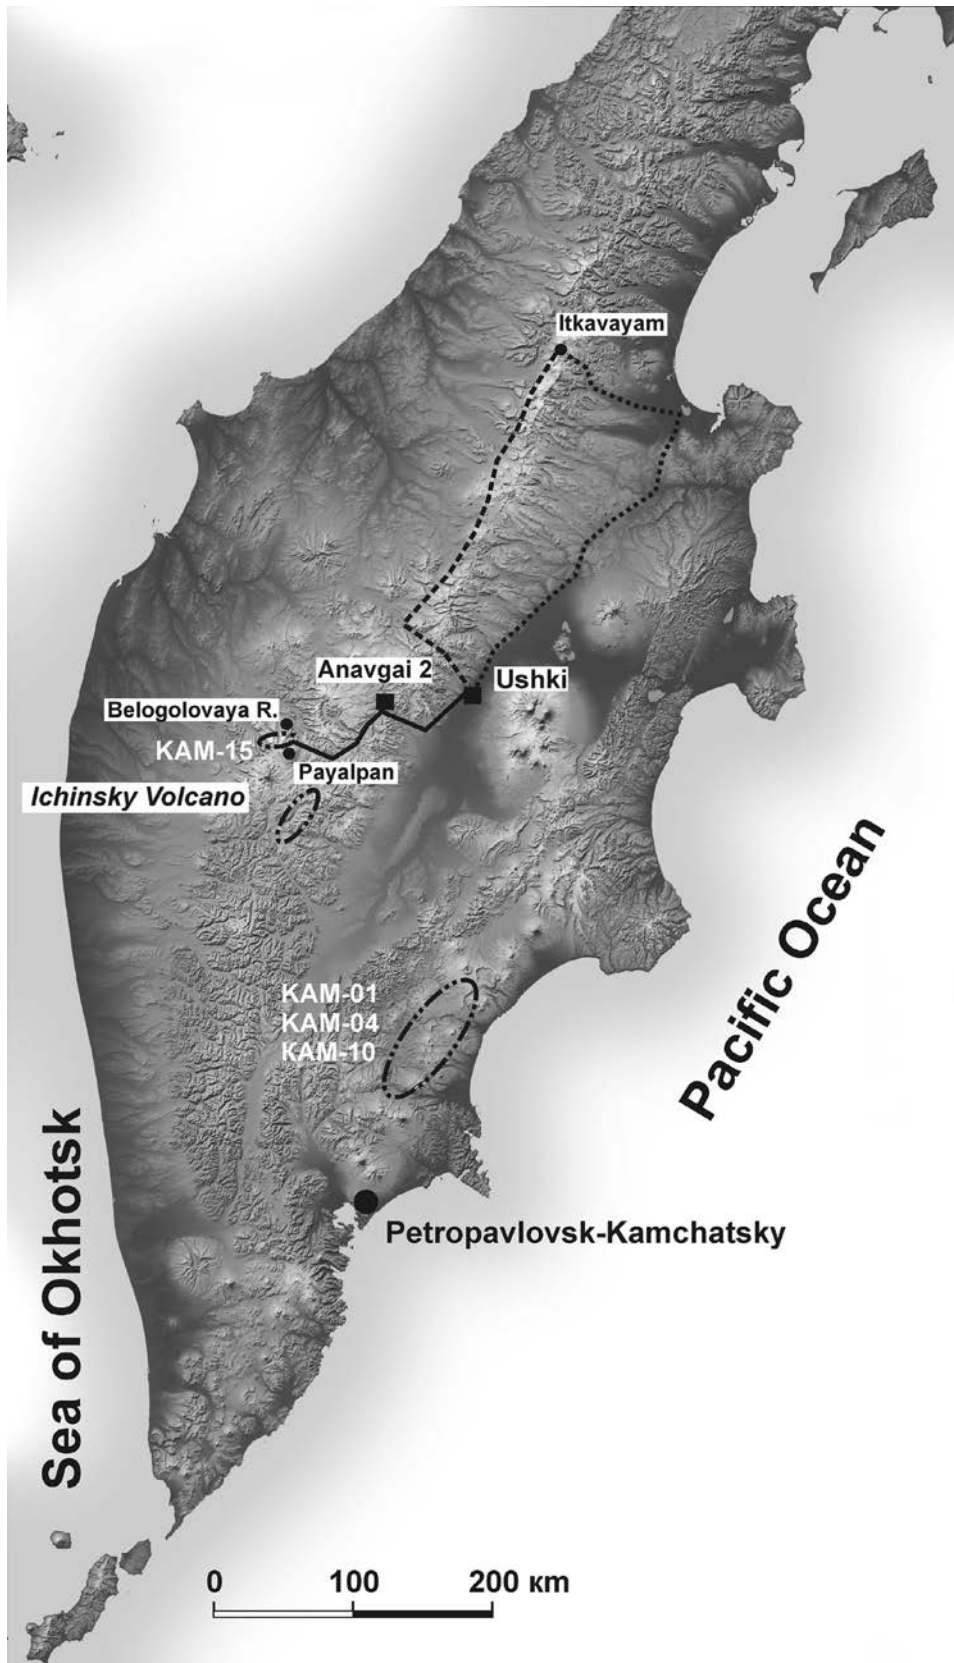 Itkavayam
Anavgai 2
Ushki
Belogolovaya R.
KAM-15
Payalpan
Ichinsky Volcano
Pacific Ocean
KAM-01
KAM-04
KAM-10
Sea of Okhotsk
Petropavlovsk-Kamchatsky
0 100 200 км